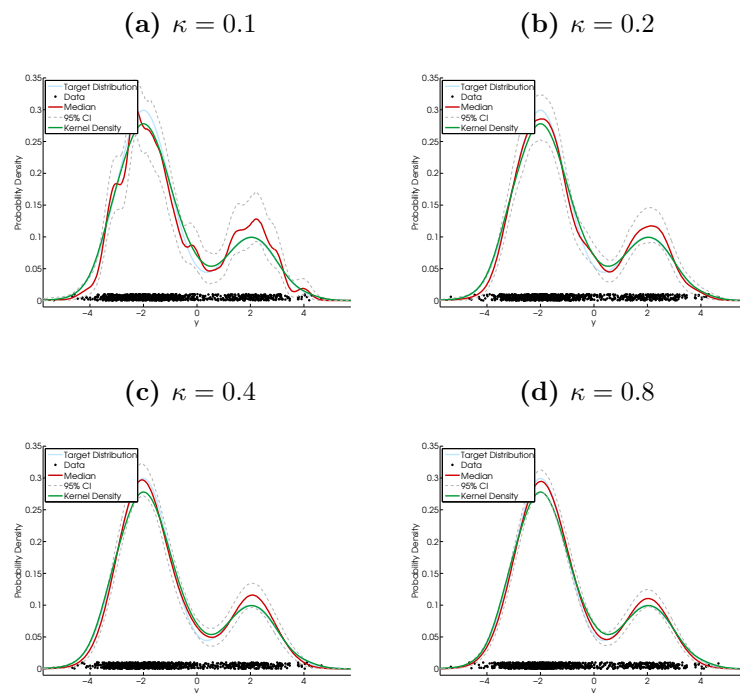 (a) κ = 0.1
(b) κ = 0.2
0.35
0.3
0.25
0.2
0.15
0.1
0.05
0
Probability Density
Target Distribution
Data
Median
95% CI
Kernel Density
−4
−2
0
2
4
y
0.35
0.3
0.25
0.2
0.15
0.1
0.05
0
Probability Density
Target Distribution
Data
Median
95% CI
Kernel Density
−4
−2
0
2
4
y
(c) κ = 0.4
(d) κ = 0.8
0.35
0.3
0.25
0.2
0.15
0.1
0.05
0
Probability Density
Target Distribution
Data
Median
95% CI
Kernel Density
−4
−2
0
2
4
y
0.35
0.3
0.25
0.2
0.15
0.1
0.05
0
Probability Density
Target Distribution
Data
Median
95% CI
Kernel Density
−4
−2
0
2
4
y